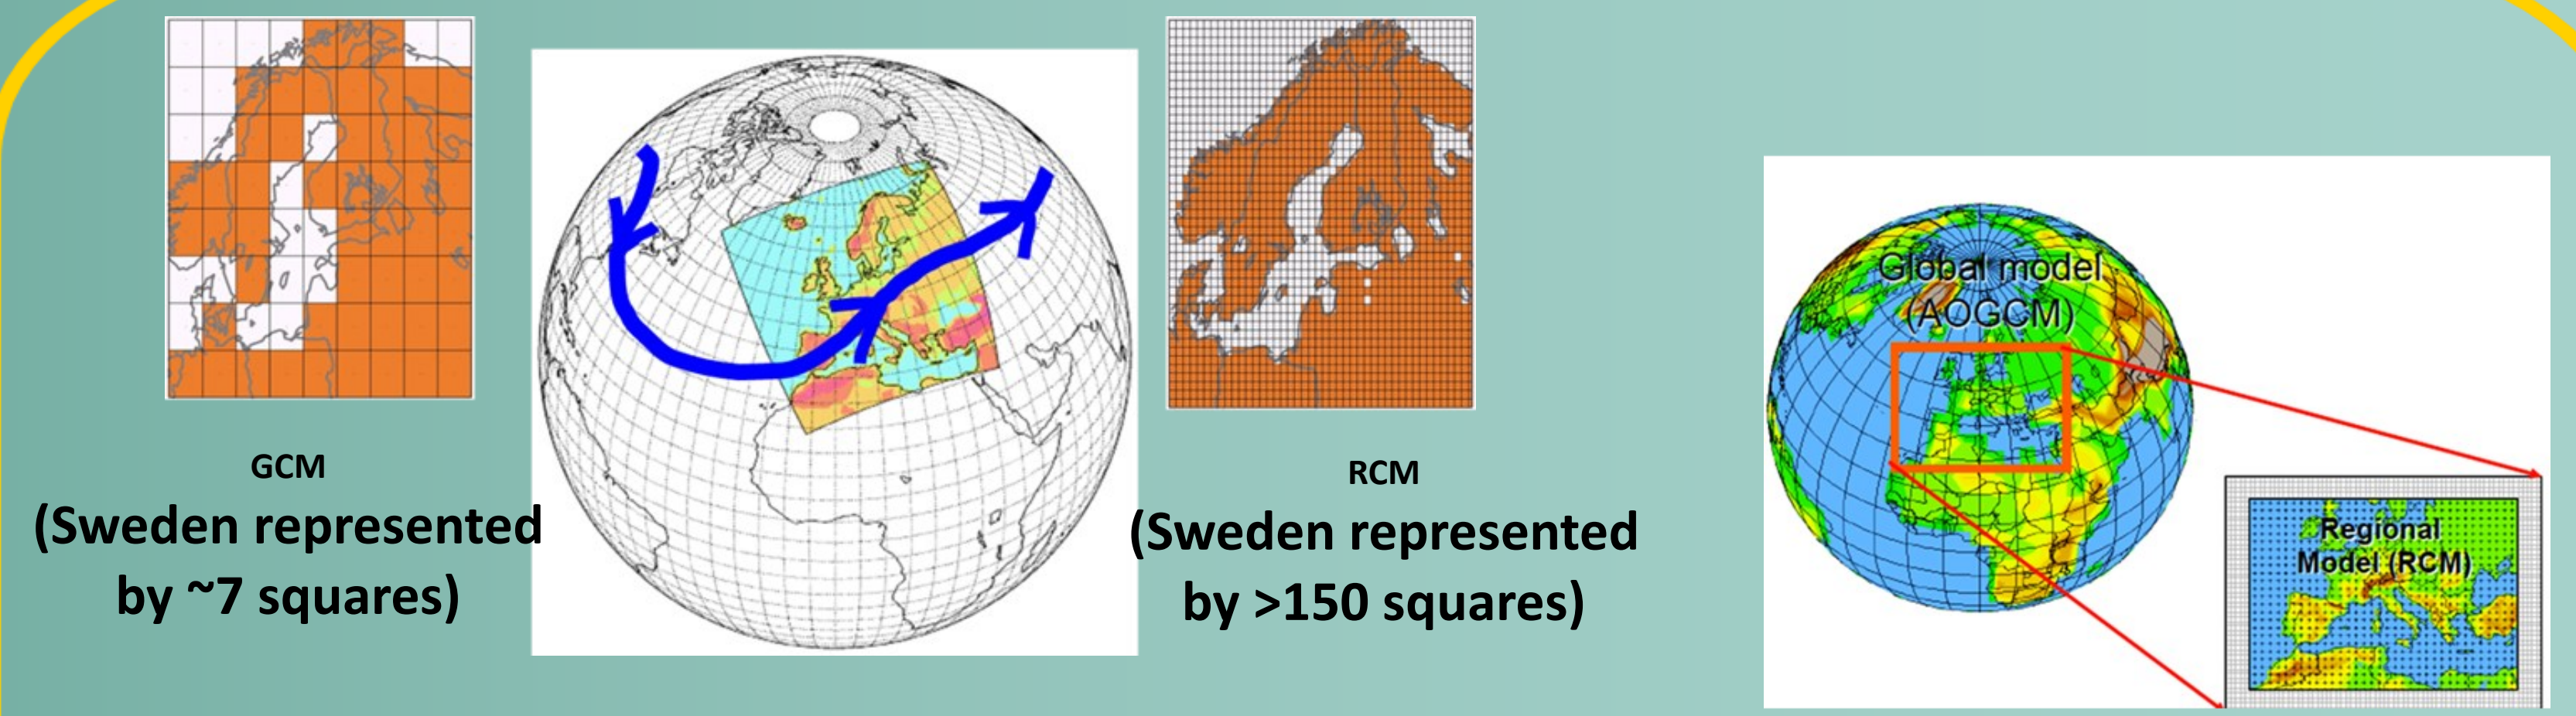 GCM
(Sweden represented
by ~7 squares)
RCM
(Sweden represented
by >150 squares)
Global model
(AOGCM)
Regional
Model (RCM)